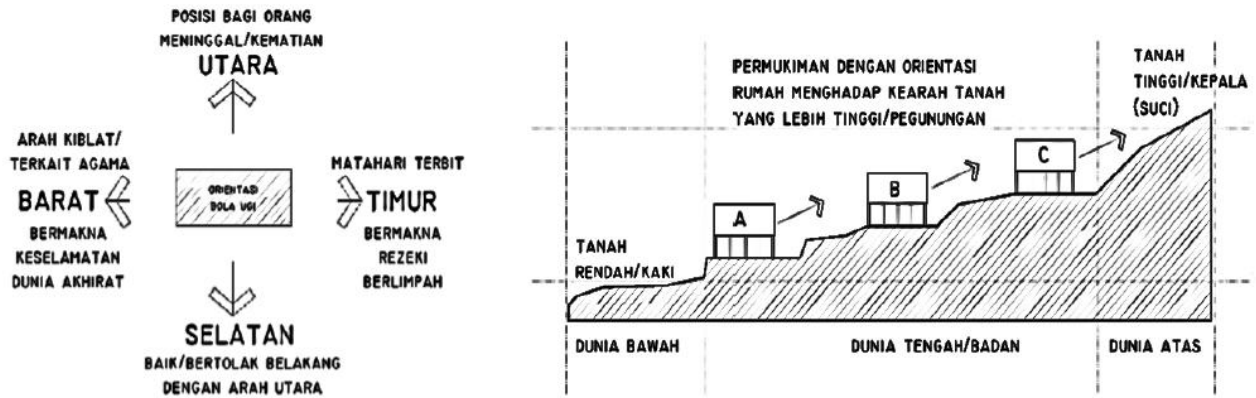 POSISI BAGI ORANG
MENINGGAL/KEMATIAN
UTARA
ARAH KIBLAT/
TERKAIT AGAMA
BARAT
BERMAKNA
KESELAMATAN
DUNIA AKHIRAT
ORIENTASI
BOLA UGI
MATAHARI TERBIT
TIMUR
BERMAKNA
REZEKI
BERLIMPAH
SELATAN
BAIK/BERTOLAK BELAKANG
DENGAN ARAH UTARA
PERMUKIMAN DENGAN ORIENTASI
RUMAH MENGHADAP KEARAH TANAH
YANG LEBIH TINGGI/PEGUNUNGAN
TANAH
TINGGI/KEPALA
(SUCI)
C
B
A
TANAH
RENDAH/KAKI
DUNIA BAWAH
DUNIA TENGAH/BADAN
DUNIA ATAS